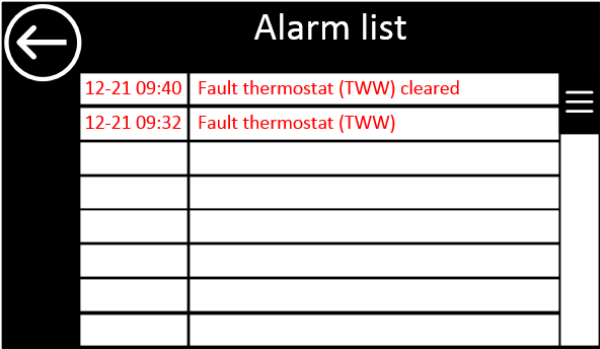 Alarm list
12-21 09:40 Fault thermostat (TWW) cleared
12-21 09:32 Fault thermostat (TWW)